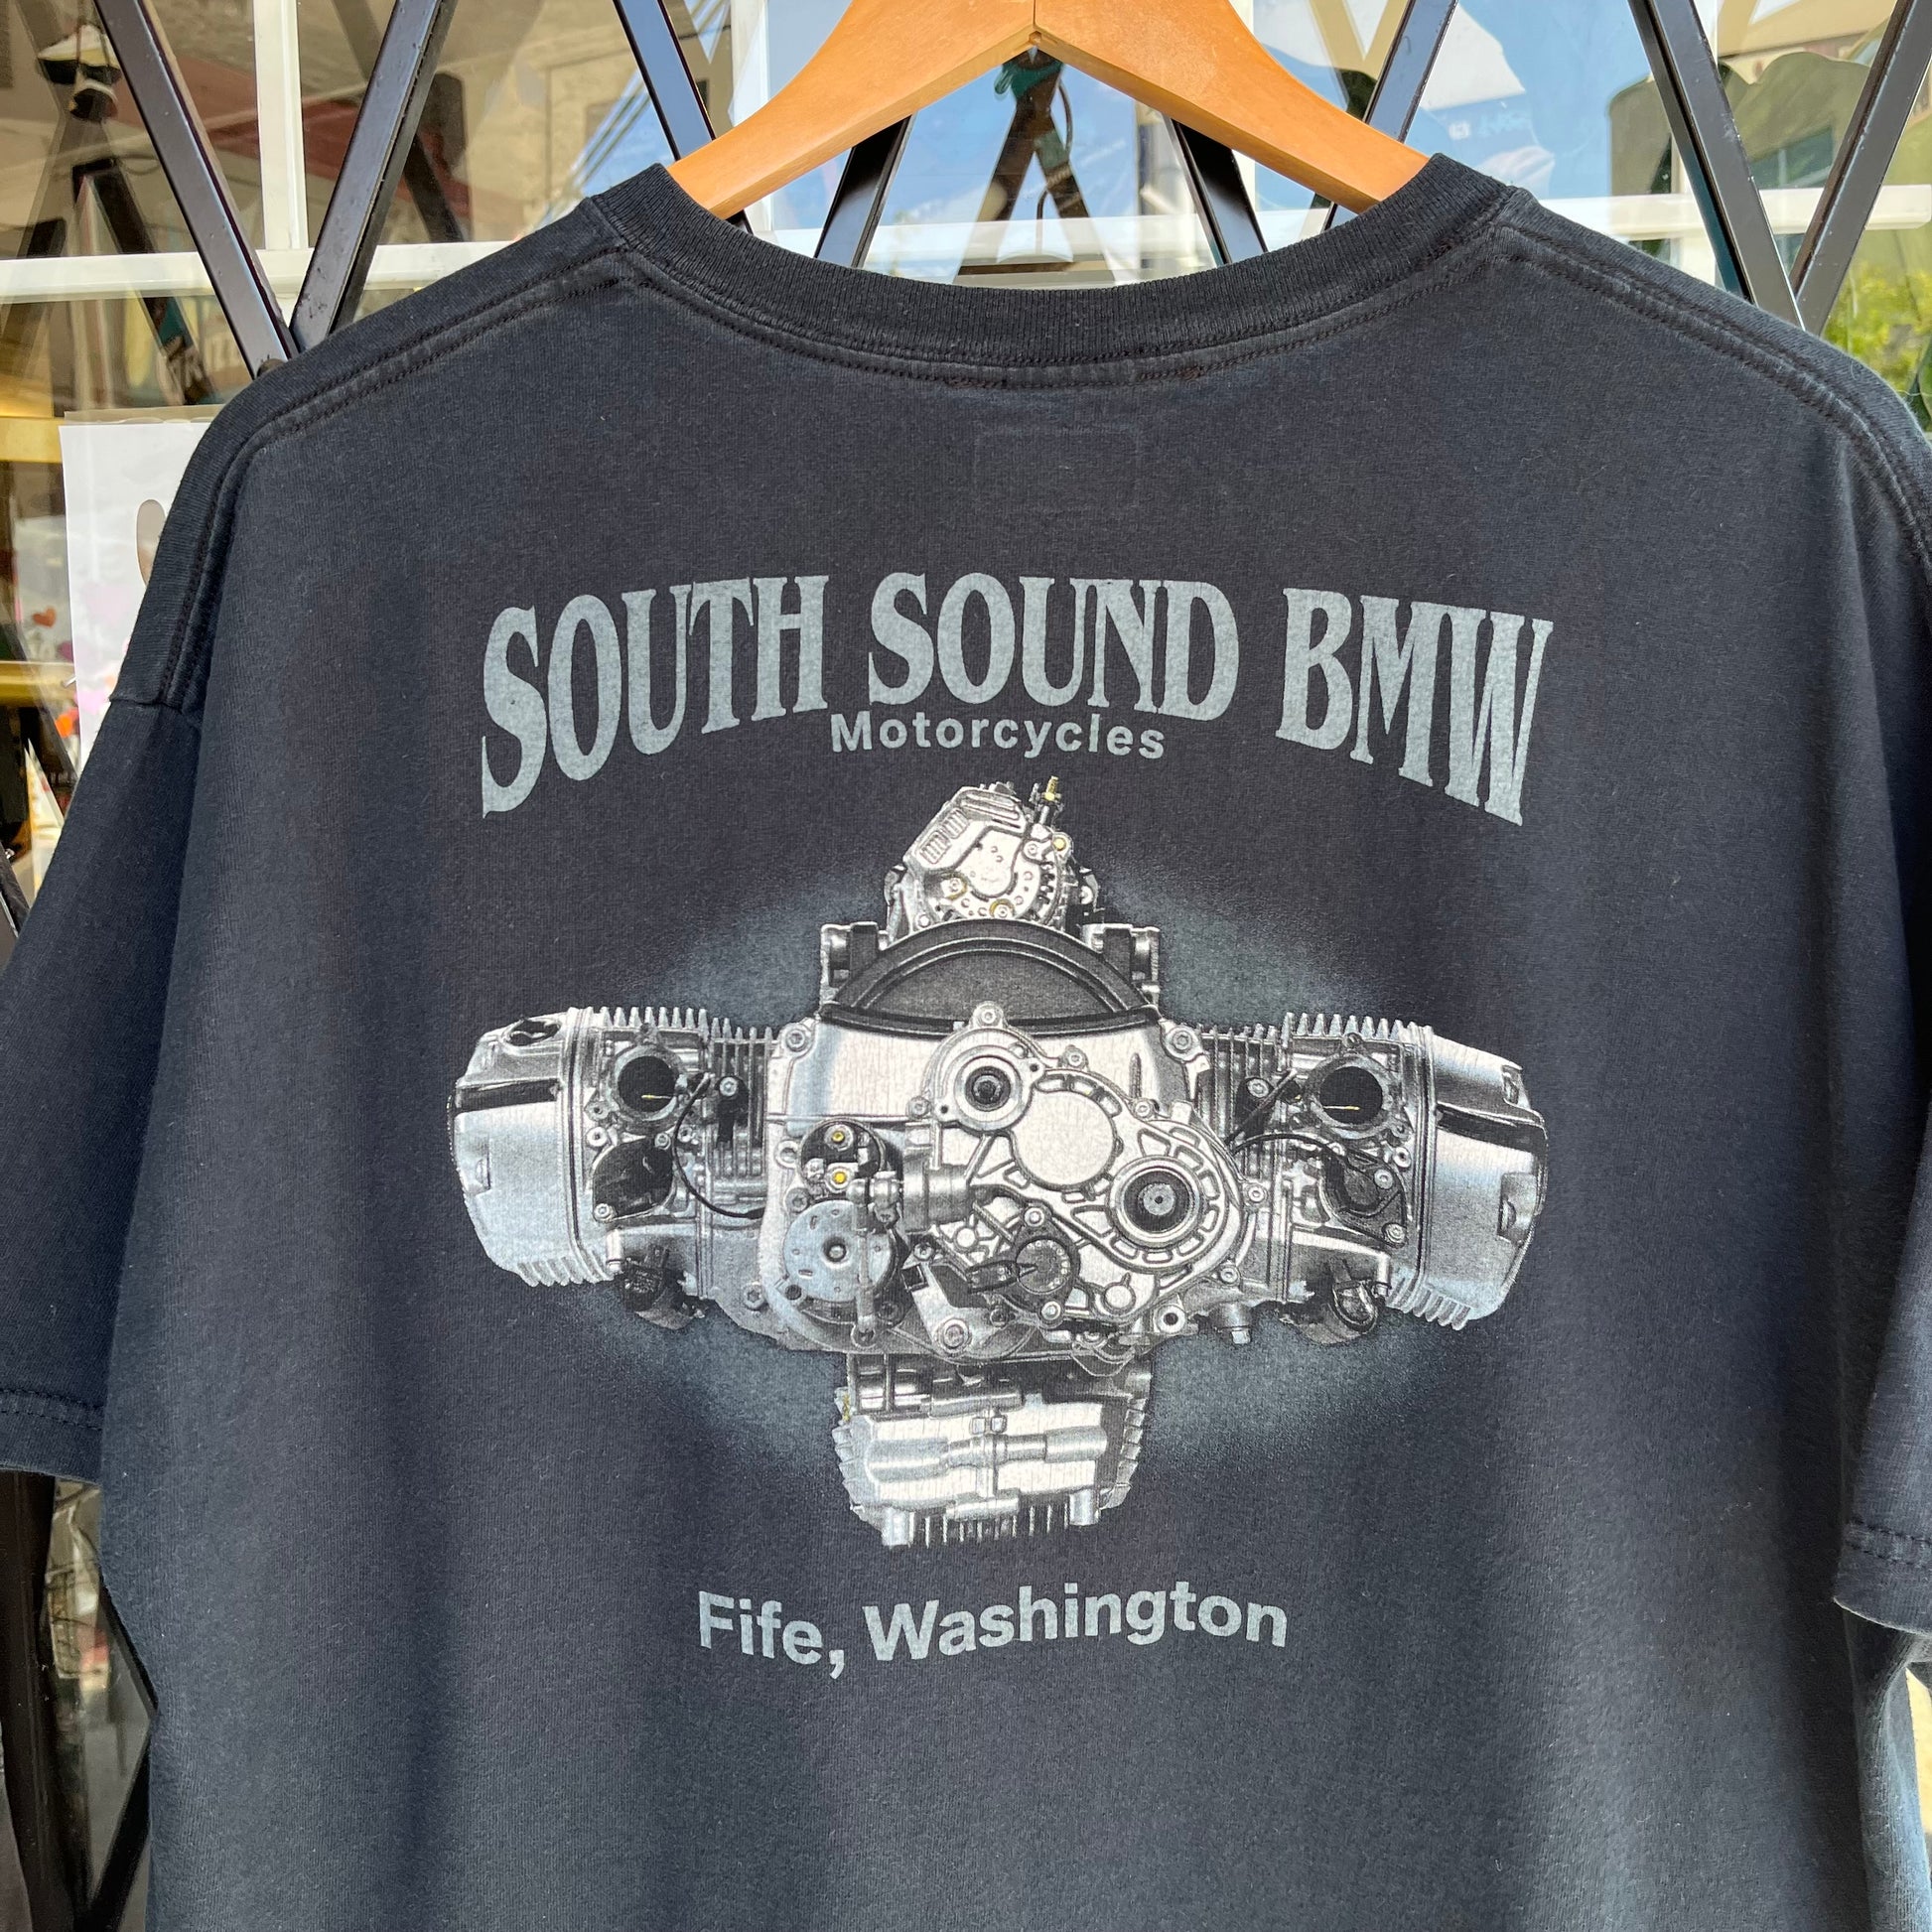 SOUTH SOUND BMW
Motorcycles
Fife, Washington